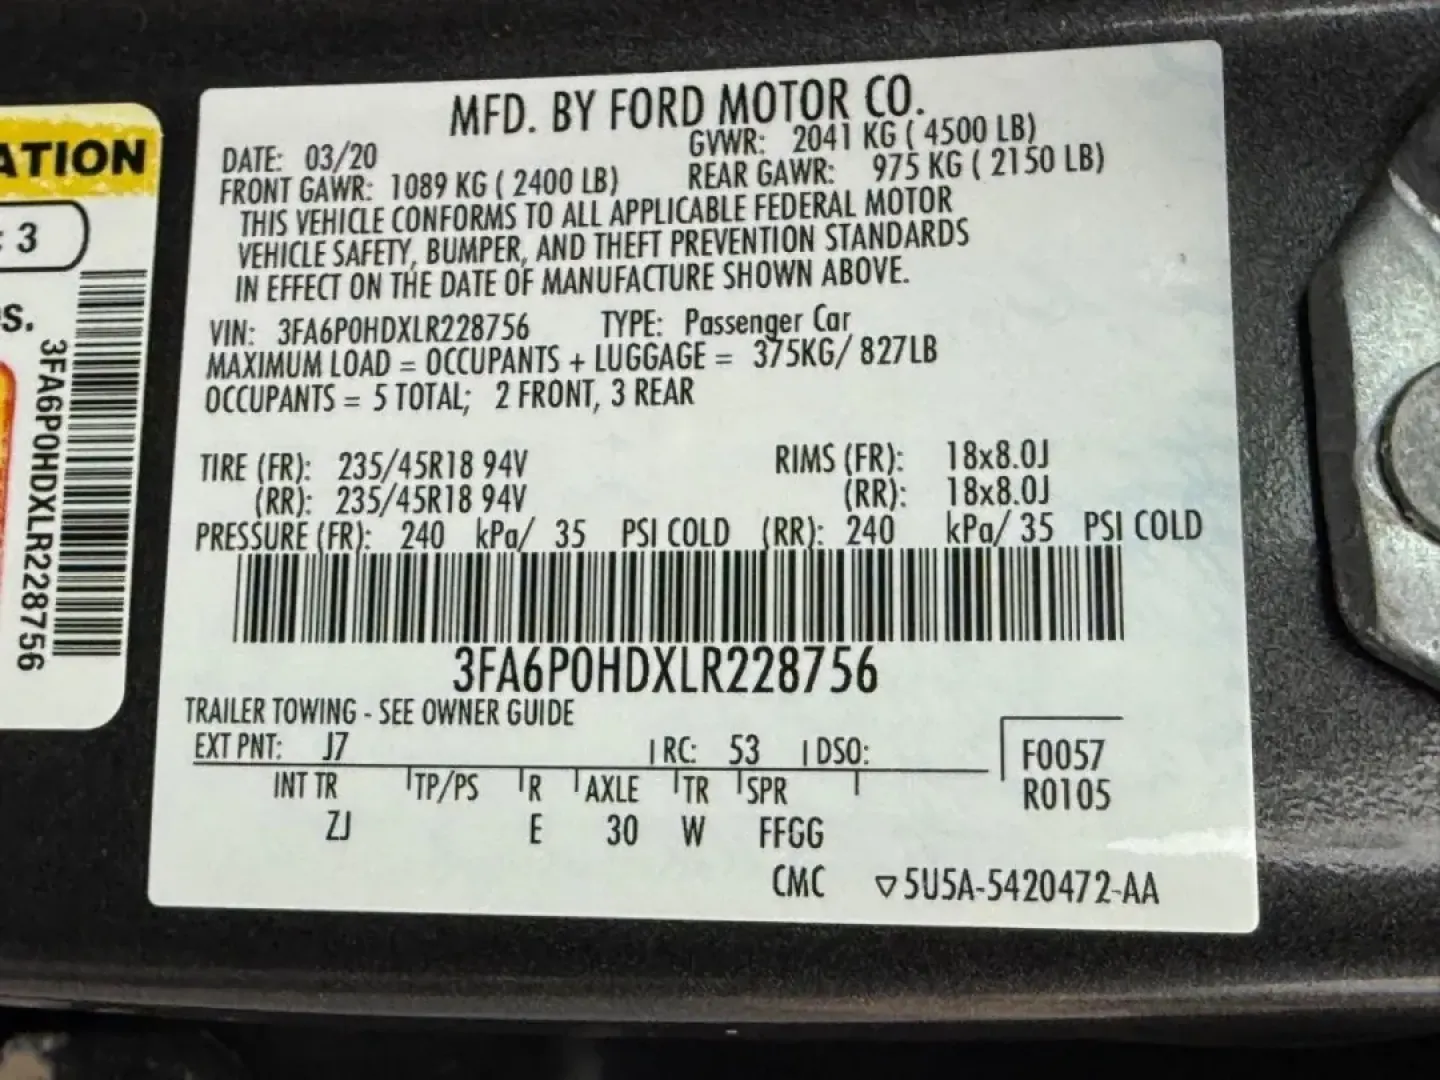 ATION
: 3
s.
3FA6P0HDXLR228756
MFD. BY FORD MOTOR CO.
DATE: 03/20 GVWR: 2041 KG ( 4500 LB)
FRONT GAWR: 1089 KG ( 2400 LB) REAR GAWR: 975 KG ( 2150 LB)
THIS VEHICLE CONFORMS TO ALL APPLICABLE FEDERAL MOTOR
VEHICLE SAFETY, BUMPER, AND THEFT PREVENTION STANDARDS
IN EFFECT ON THE DATE OF MANUFACTURE SHOWN ABOVE.
VIN: 3FA6P0HDXLR228756 TYPE: Passenger Car
MAXIMUM LOAD = OCCUPANTS + LUGGAGE = 375KG/ 827LB
OCCUPANTS = 5 TOTAL; 2 FRONT, 3 REAR
TIRE (FR): 235/45R18 94V RIMS (FR): 18x8.0J
(RR): 235/45R18 94V (RR): 18x8.0J
PRESSURE (FR): 240 kPa/ 35 PSI COLD (RR): 240 kPa/ 35 PSI COLD
3FA6P0HDXLR228756
TRAILER TOWING - SEE OWNER GUIDE
EXT PNT: J7 RC: 53 DSO: F0057
INT TR TP/PS R AXLE TR SPR R0105
ZJ E 30 W FFGG
CMC ▽5U5A-5420472-AA